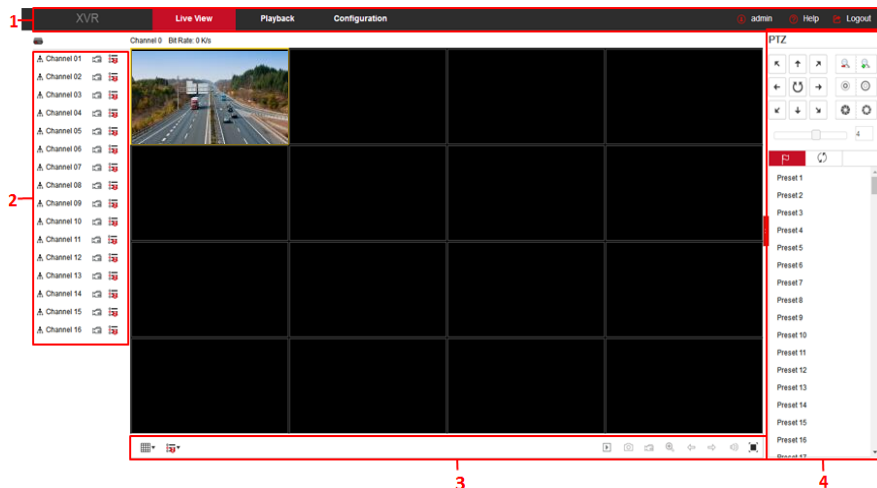 1
XVR Live View Playback Configuration admin Help Logout
Channel 0 Bit Rate: 0 K/s
2
Channel 01
Channel 02
Channel 03
Channel 04
Channel 05
Channel 06
Channel 07
Channel 08
Channel 09
Channel 10
Channel 11
Channel 12
Channel 13
Channel 14
Channel 15
Channel 16
PTZ
4
Preset 1
Preset 2
Preset 3
Preset 4
Preset 5
Preset 6
Preset 7
Preset 8
Preset 9
Preset 10
Preset 11
Preset 12
Preset 13
Preset 14
Preset 15
Preset 16
Preset 17
3
4